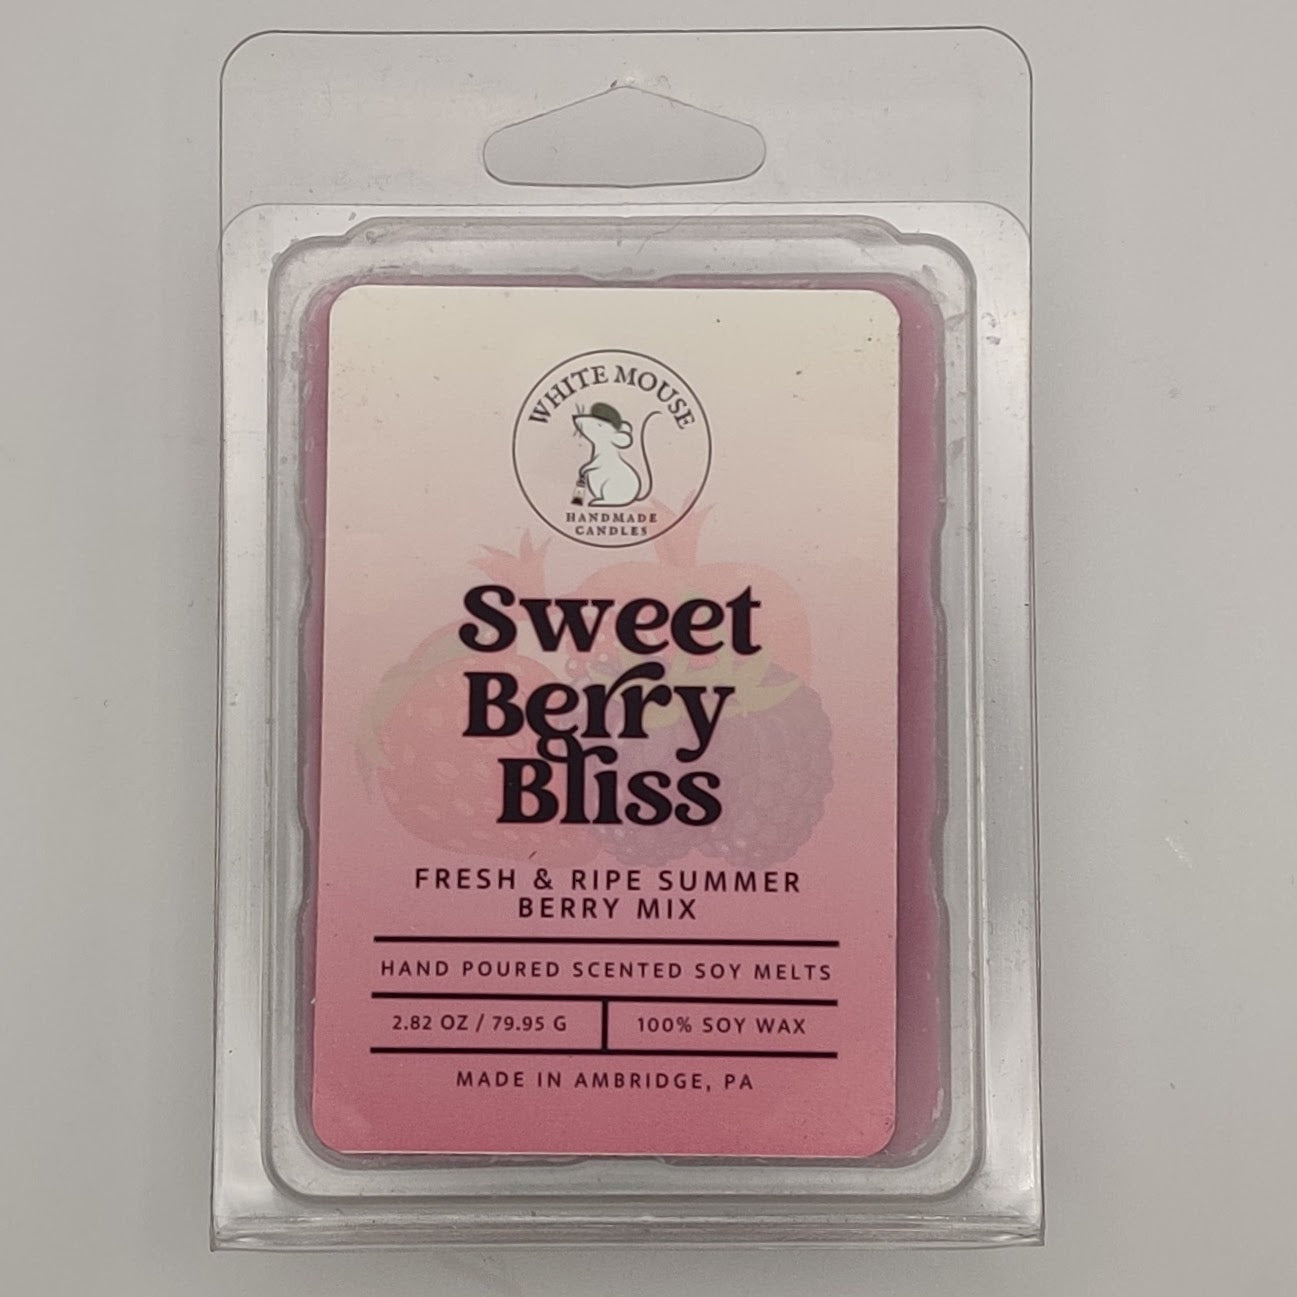 WHITE MOUSE
HANDMADE
CANDLES
Sweet
Berry
Bliss
FRESH & RIPE SUMMER
BERRY MIX
HAND POURED SCENTED SOY MELTS
2.82 OZ / 79.95 G
100% SOY WAX
MADE IN AMBRIDGE, PA